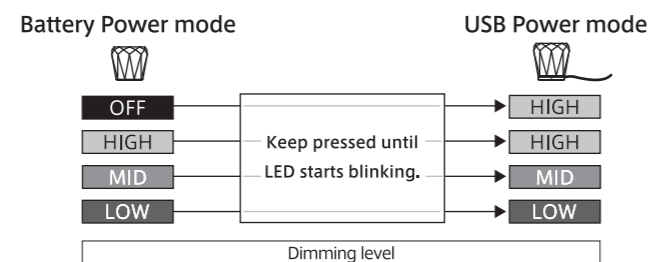 Battery Power mode USB Power mode
OFF HIGH
HIGH Keep pressed until HIGH
MID LED starts blinking. MID
LOW LOW
Dimming level